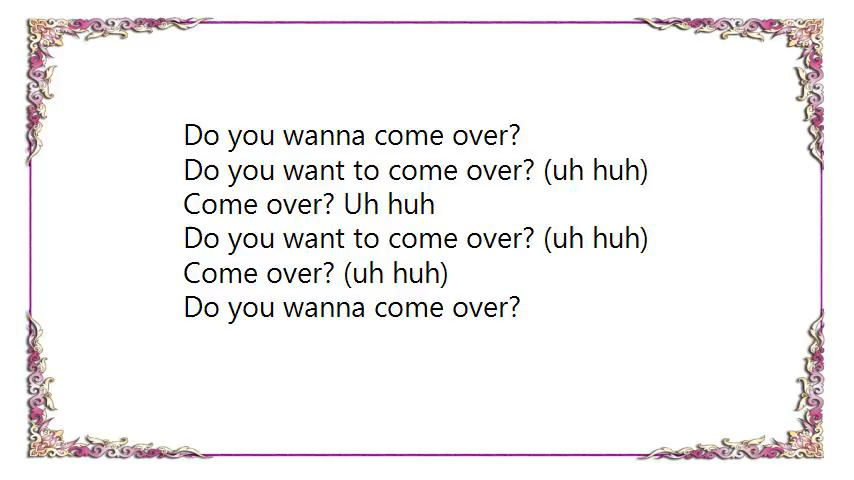 Do you wanna come over?
Do you want to come over? (uh huh)
Come over? Uh huh
Do you want to come over? (uh huh)
Come over? (uh huh)
Do you wanna come over?